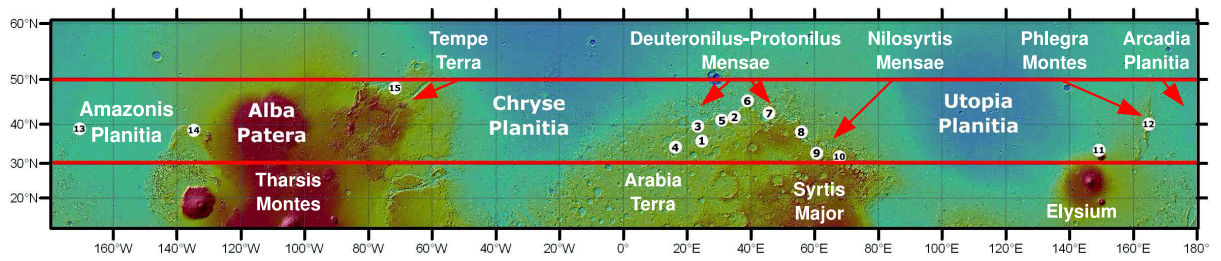 60°N
Tempe
Terra
Deuteronilus-Protonilus
Mensae
Nilosyrtis
Mensae
Phlegra
Montes
Arcadia
Planitia
50°N
15
Amazonis
Planitia
13
14
Alba
Patera
Chryse
Planitia
6
7
5
2
3
1
4
8
9
10
Utopia
Planitia
12
11
40°N
30°N
20°N
Tharsis
Montes
Arabia
Terra
Syrtis
Major
Elysium
160°W
140°W
120°W
100°W
80°W
60°W
40°W
20°W
0°
20°E
40°E
60°E
80°E
100°E
120°E
140°E
160°E
180°